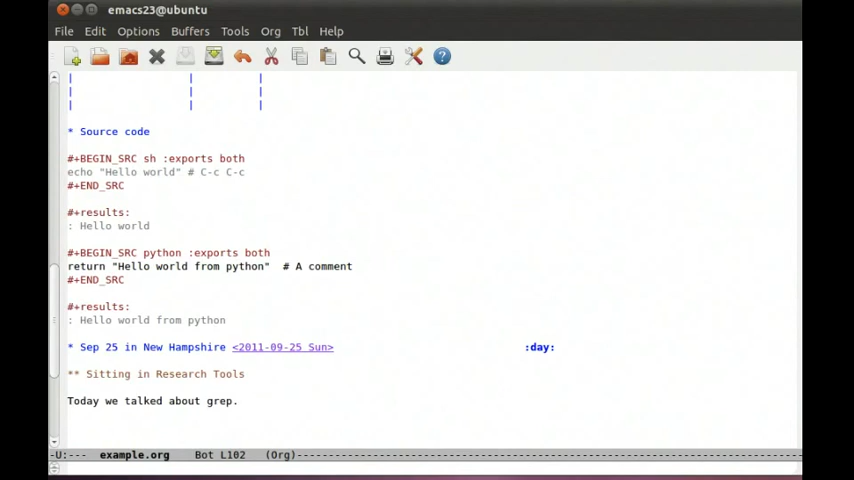 emacs23@ubuntu
File Edit Options Buffers Tools Org Tbl Help
* Source code
#+BEGIN_SRC sh :exports both
echo "Hello world" # C-c C-c
#+END_SRC
#+results:
: Hello world
#+BEGIN_SRC python :exports both
return "Hello world from python"  # A comment
#+END_SRC
#+results:
: Hello world from python
* Sep 25 in New Hampshire <2011-09-25 Sun> :day:
** Sitting in Research Tools
Today we talked about grep.
-U:--- example.org Bot L102 (Org)